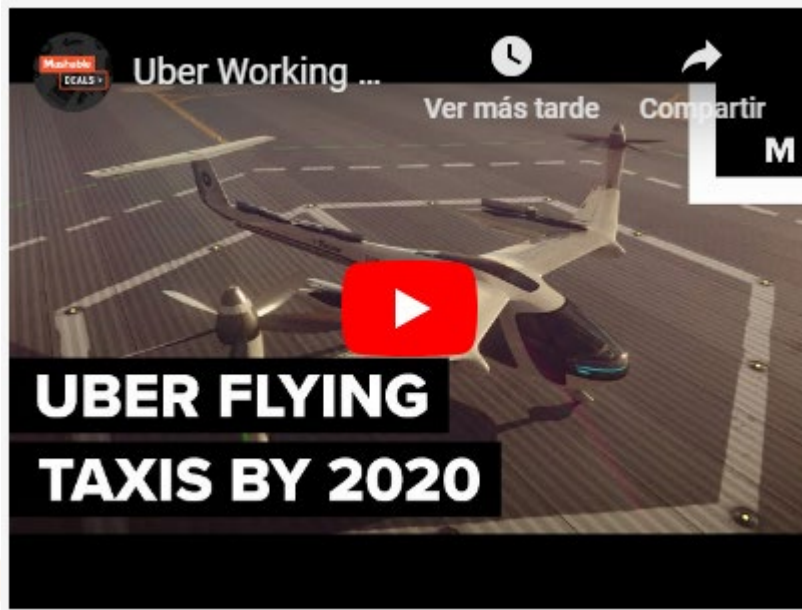 Mashable
DEALS >
Uber Working ...
Ver más tarde
Compartir
M
UBER FLYING
TAXIS BY 2020